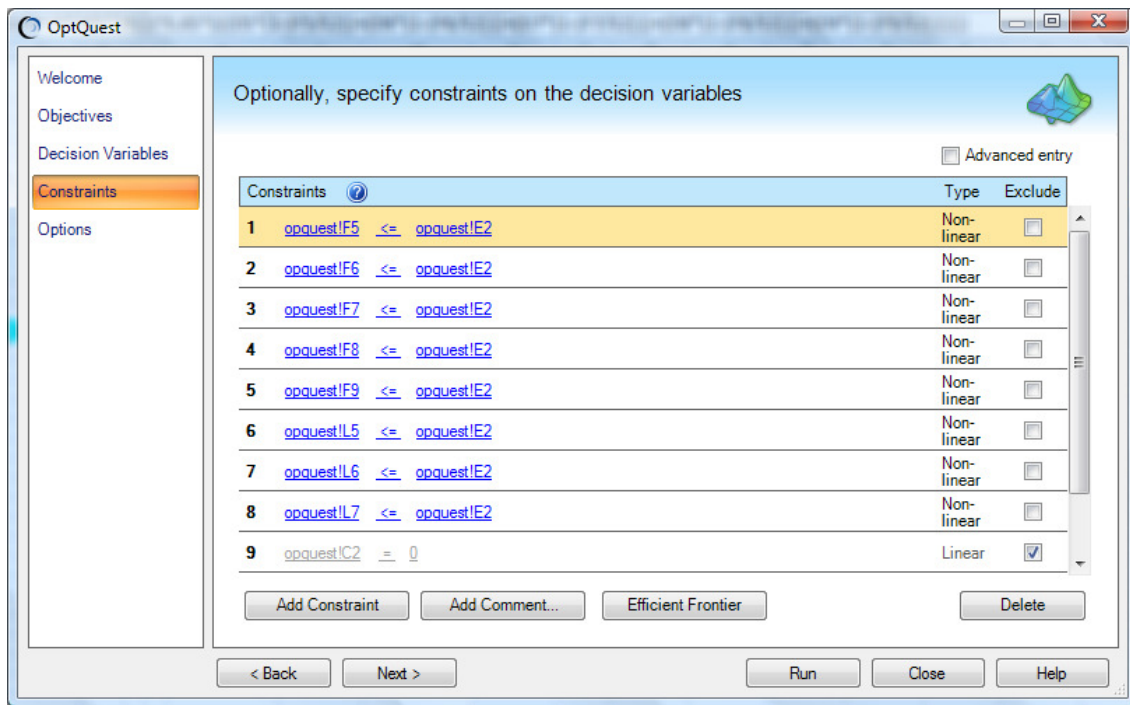 OptQuest
Welcome
Objectives
Decision Variables
Constraints
Options
Optionally, specify constraints on the decision variables
Advanced entry
Constraints Type Exclude
1 opquest!F5 <= opquest!E2 Non-linear
2 opquest!F6 <= opquest!E2 Non-linear
3 opquest!F7 <= opquest!E2 Non-linear
4 opquest!F8 <= opquest!E2 Non-linear
5 opquest!F9 <= opquest!E2 Non-linear
6 opquest!L5 <= opquest!E2 Non-linear
7 opquest!L6 <= opquest!E2 Non-linear
8 opquest!L7 <= opquest!E2 Non-linear
9 opquest!C2 = 0 Linear
Add Constraint Add Comment... Efficient Frontier Delete
< Back Next > Run Close Help